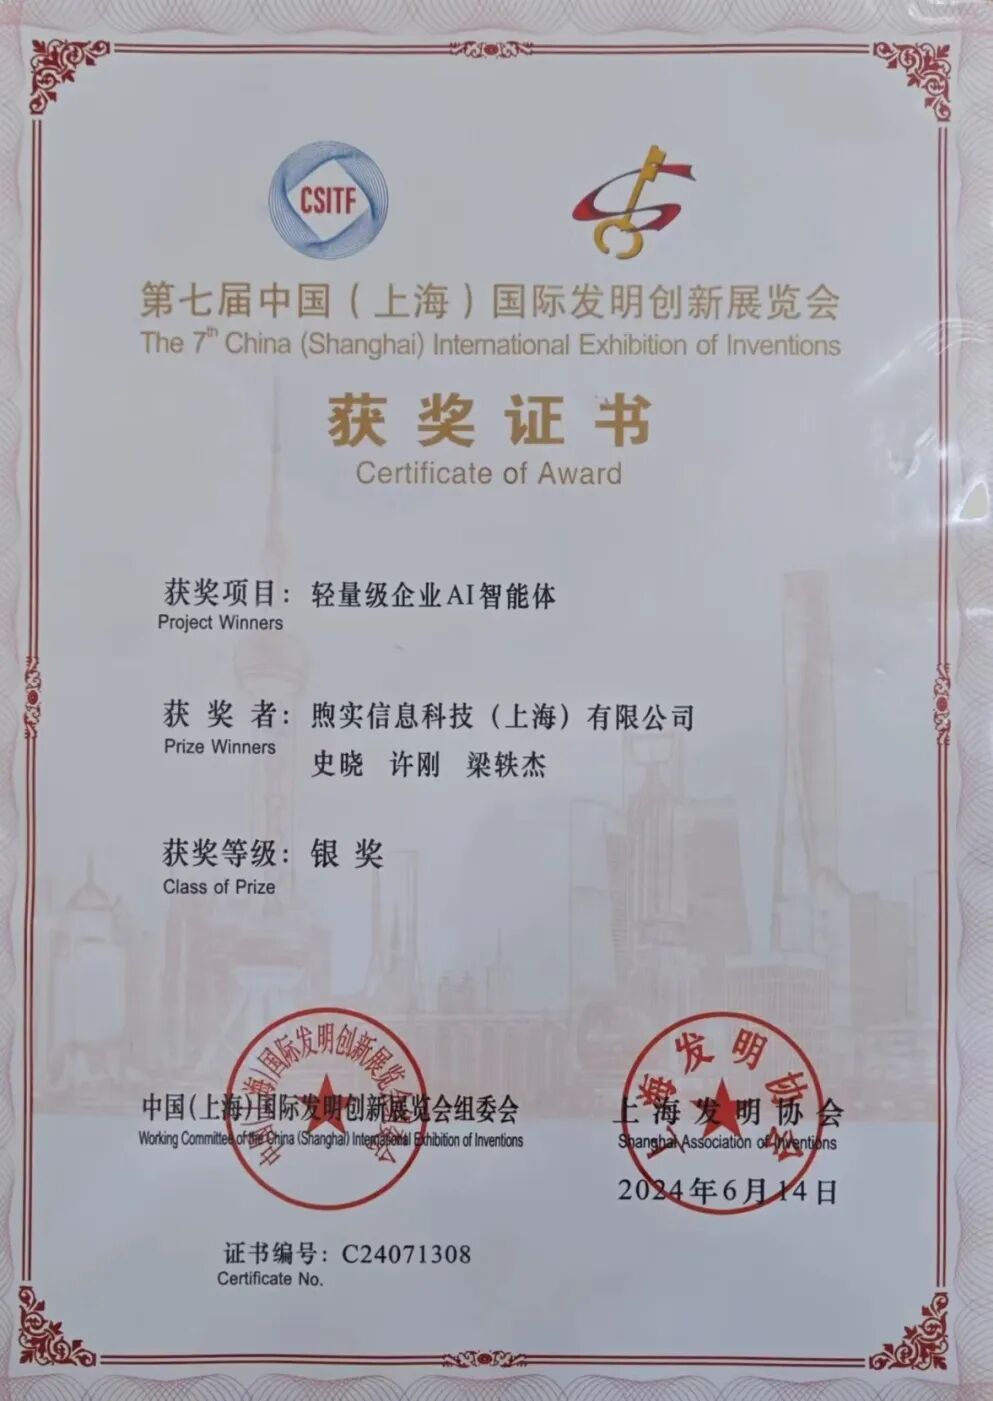 CSITF
第七届中国（上海）国际发明创新展览会
The 7th China (Shanghai) International Exhibition of Inventions
获奖证书
Certificate of Award
获奖项目：轻量级企业AI智能体
Project Winners
获奖者：煦实信息科技（上海）有限公司
Prize Winners
史晓 许刚 梁轶杰
获奖等级：银奖
Class of Prize
中国(上海)国际发明创新展览会组委会
Working Committee of the China (Shanghai) International Exhibition of Inventions
上海发明协会
Shanghai Association of Inventions
2024年6月14日
上海发明协会
证书编号：C24071308
Certificate No.